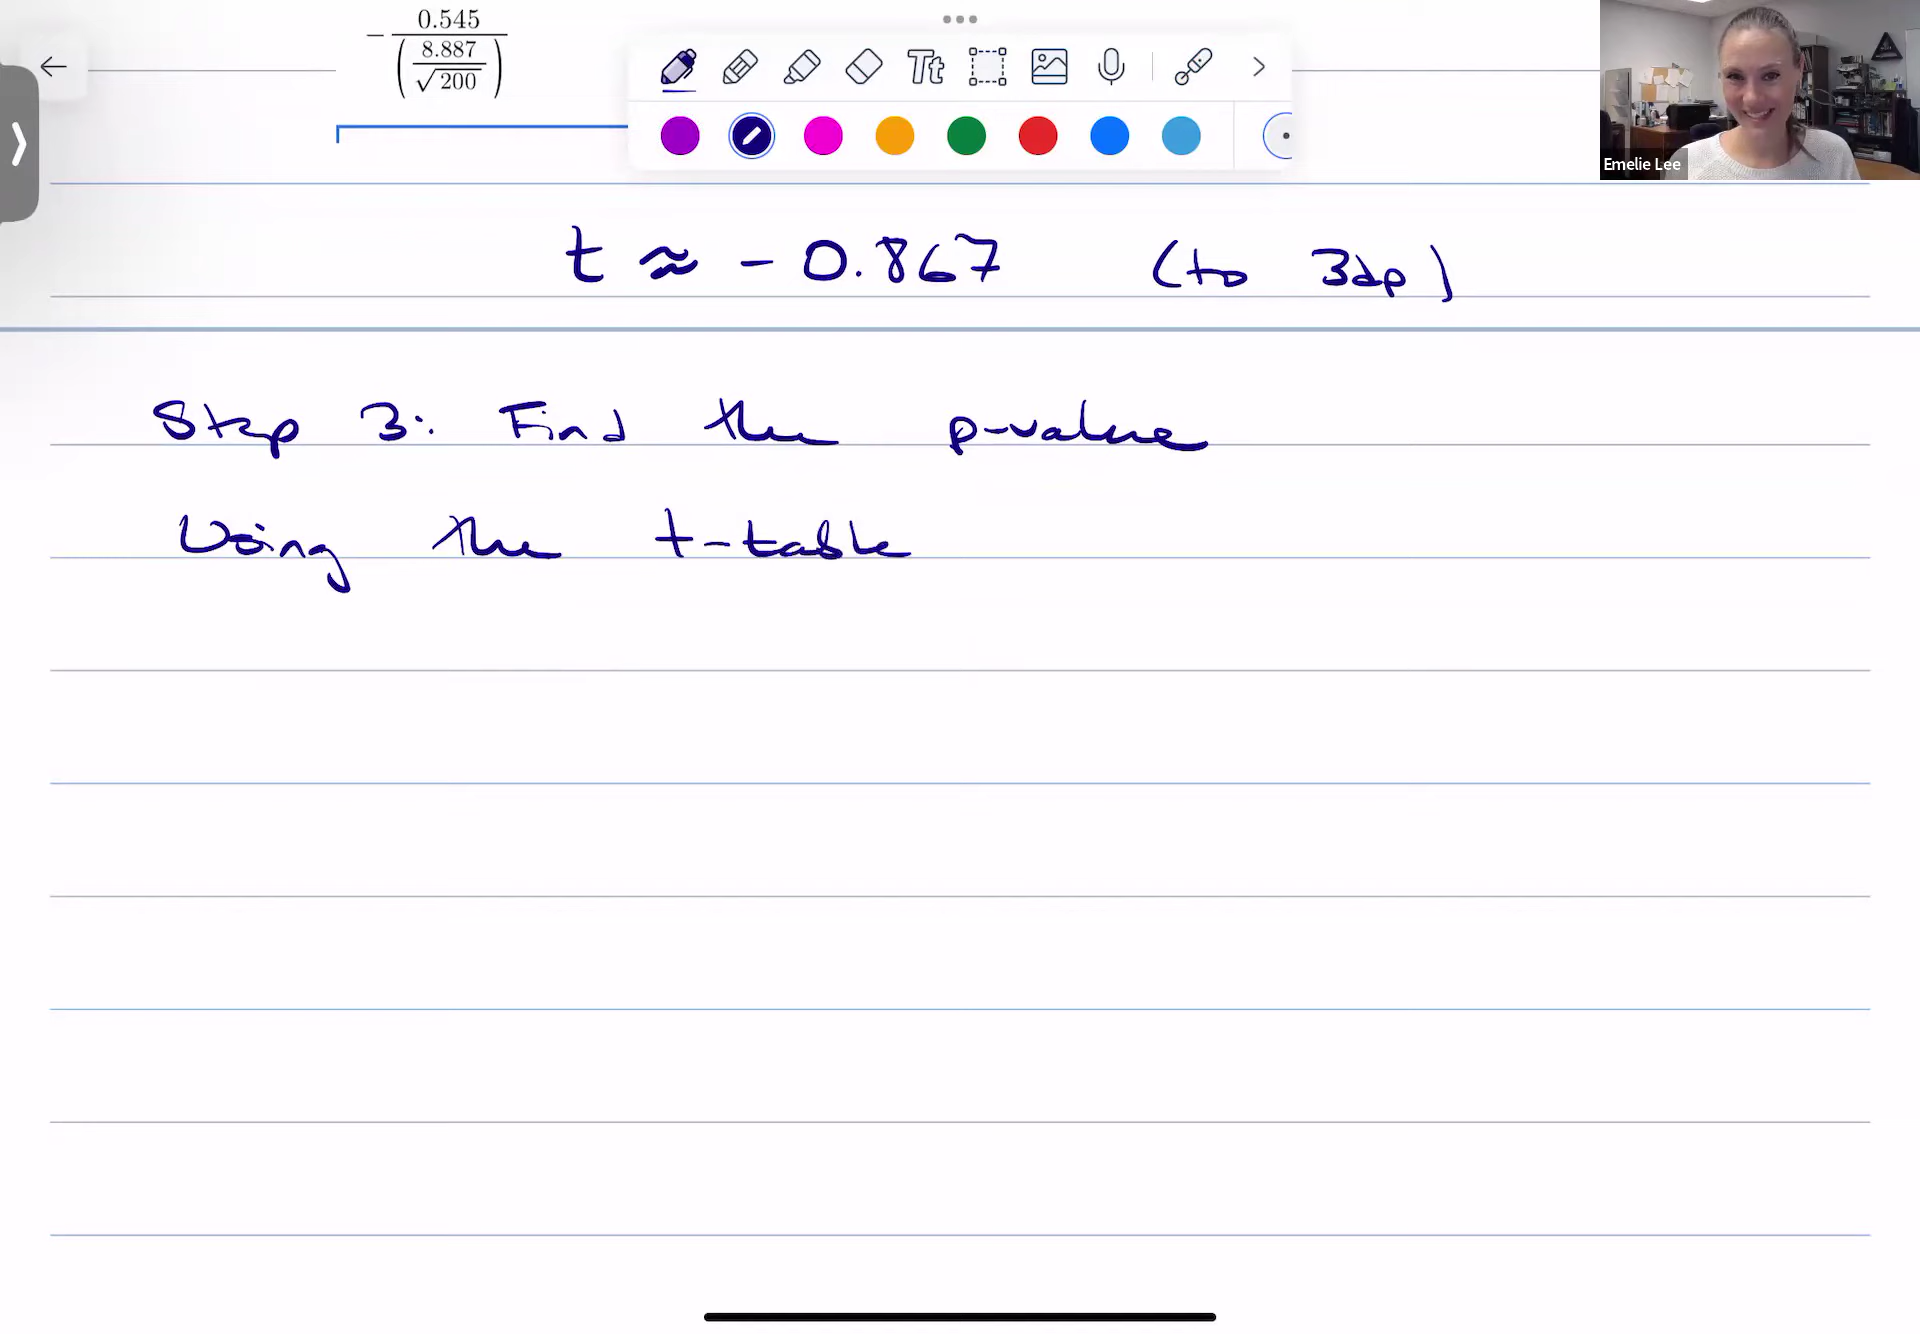 - 0.545
8.887
√200
Tt
Emelie Lee
t ≈ - 0.867 (to 3dp)
Step 3: Find the p-value
Using the t-table